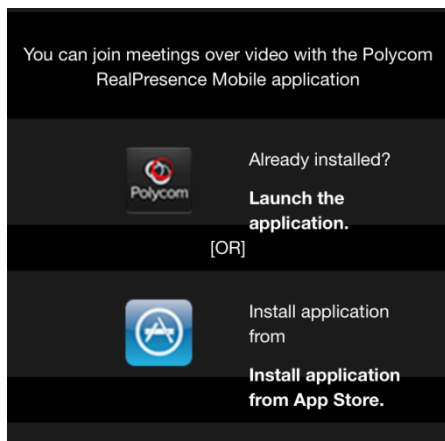 You can join meetings over video with the Polycom
RealPresence Mobile application
Polycom
Already installed?
Launch the
application.
[OR]
Install application
from
Install application
from App Store.